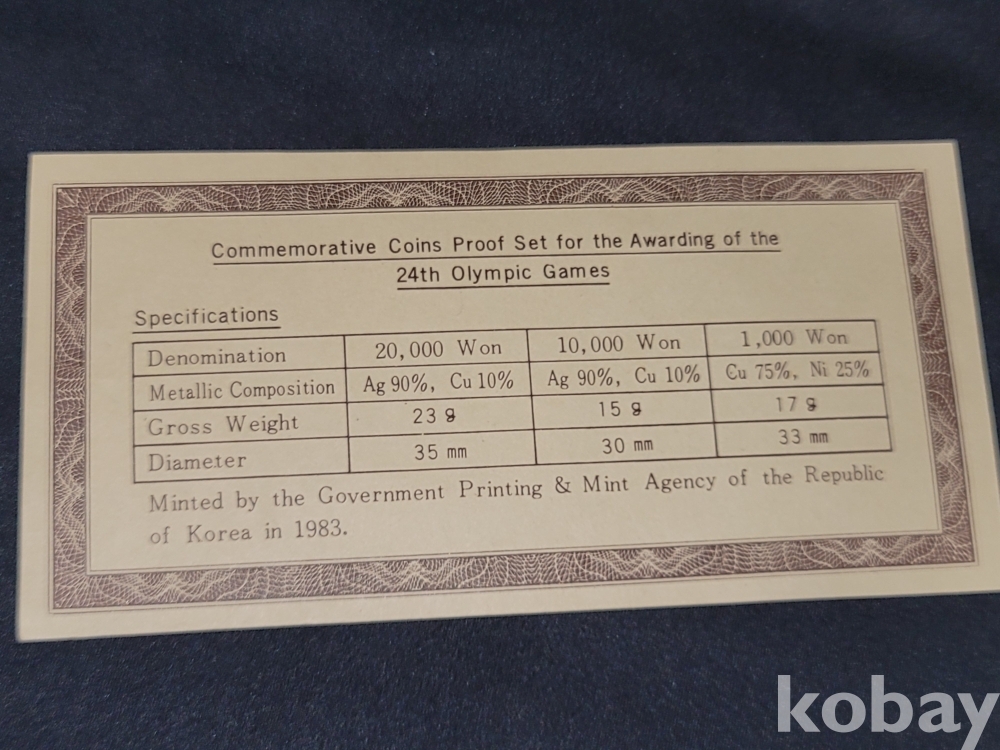 Commemorative Coins Proof Set for the Awarding of the
24th Olympic Games
Specifications
Denomination 20,000 Won 10,000 Won 1,000 Won
Metallic Composition Ag 90%, Cu 10% Ag 90%, Cu 10% Cu 75%, Ni 25%
Gross Weight 23 g 15 g 17 g
Diameter 35 mm 30 mm 33 mm
Minted by the Government Printing & Mint Agency of the Republic
of Korea in 1983.
kobay